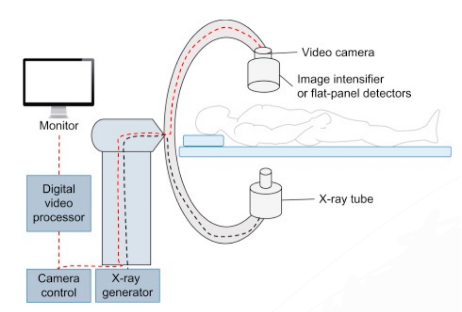 Video camera
Image intensifier
or flat-panel detectors
Monitor
X-ray tube
Digital
video
processor
Camera
control
X-ray
generator